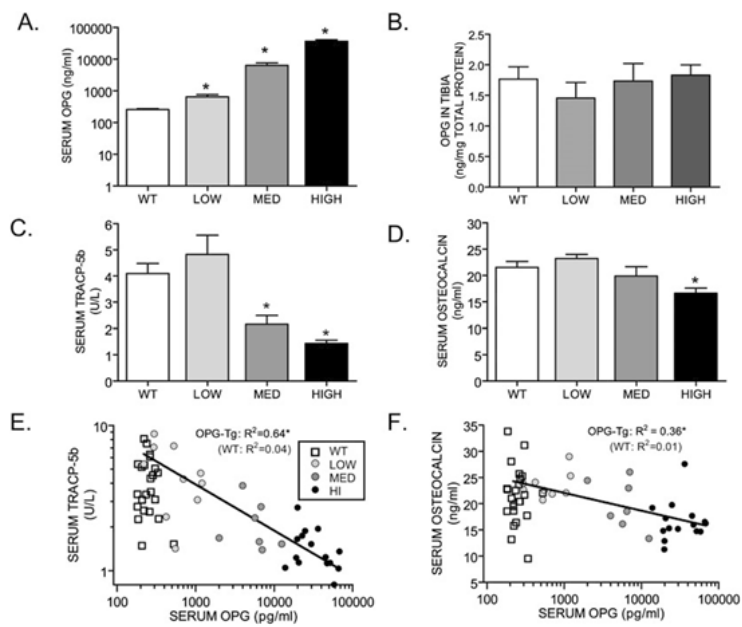 A.
SERUM OPG (ng/ml)
100000
10000
1000
100
1
*
*
*
WT LOW MED HIGH
B.
OPG IN TIBIA
(ng/mg TOTAL PROTEIN)
2.5
2.0
1.5
1.0
0.5
0.0
WT LOW MED HIGH
C.
SERUM TRACP-5b
(U/L)
6
5
4
3
2
1
0
*
*
WT LOW MED HIGH
D.
SERUM OSTEOCALCIN
(ng/ml)
30
25
20
15
10
5
0
*
WT LOW MED HIGH
E.
SERUM TRACP-5b
(U/L)
10
1
OPG-Tg: R²=0.64*
(WT: R²=0.04)
WT
LOW
MED
HI
100 1000 10000 100000
SERUM OPG (pg/ml)
F.
SERUM OSTEOCALCIN
(ng/ml)
35
30
25
20
15
10
5
OPG-Tg: R² = 0.36*
(WT: R²=0.01)
100 1000 10000 100000
SERUM OPG (pg/ml)